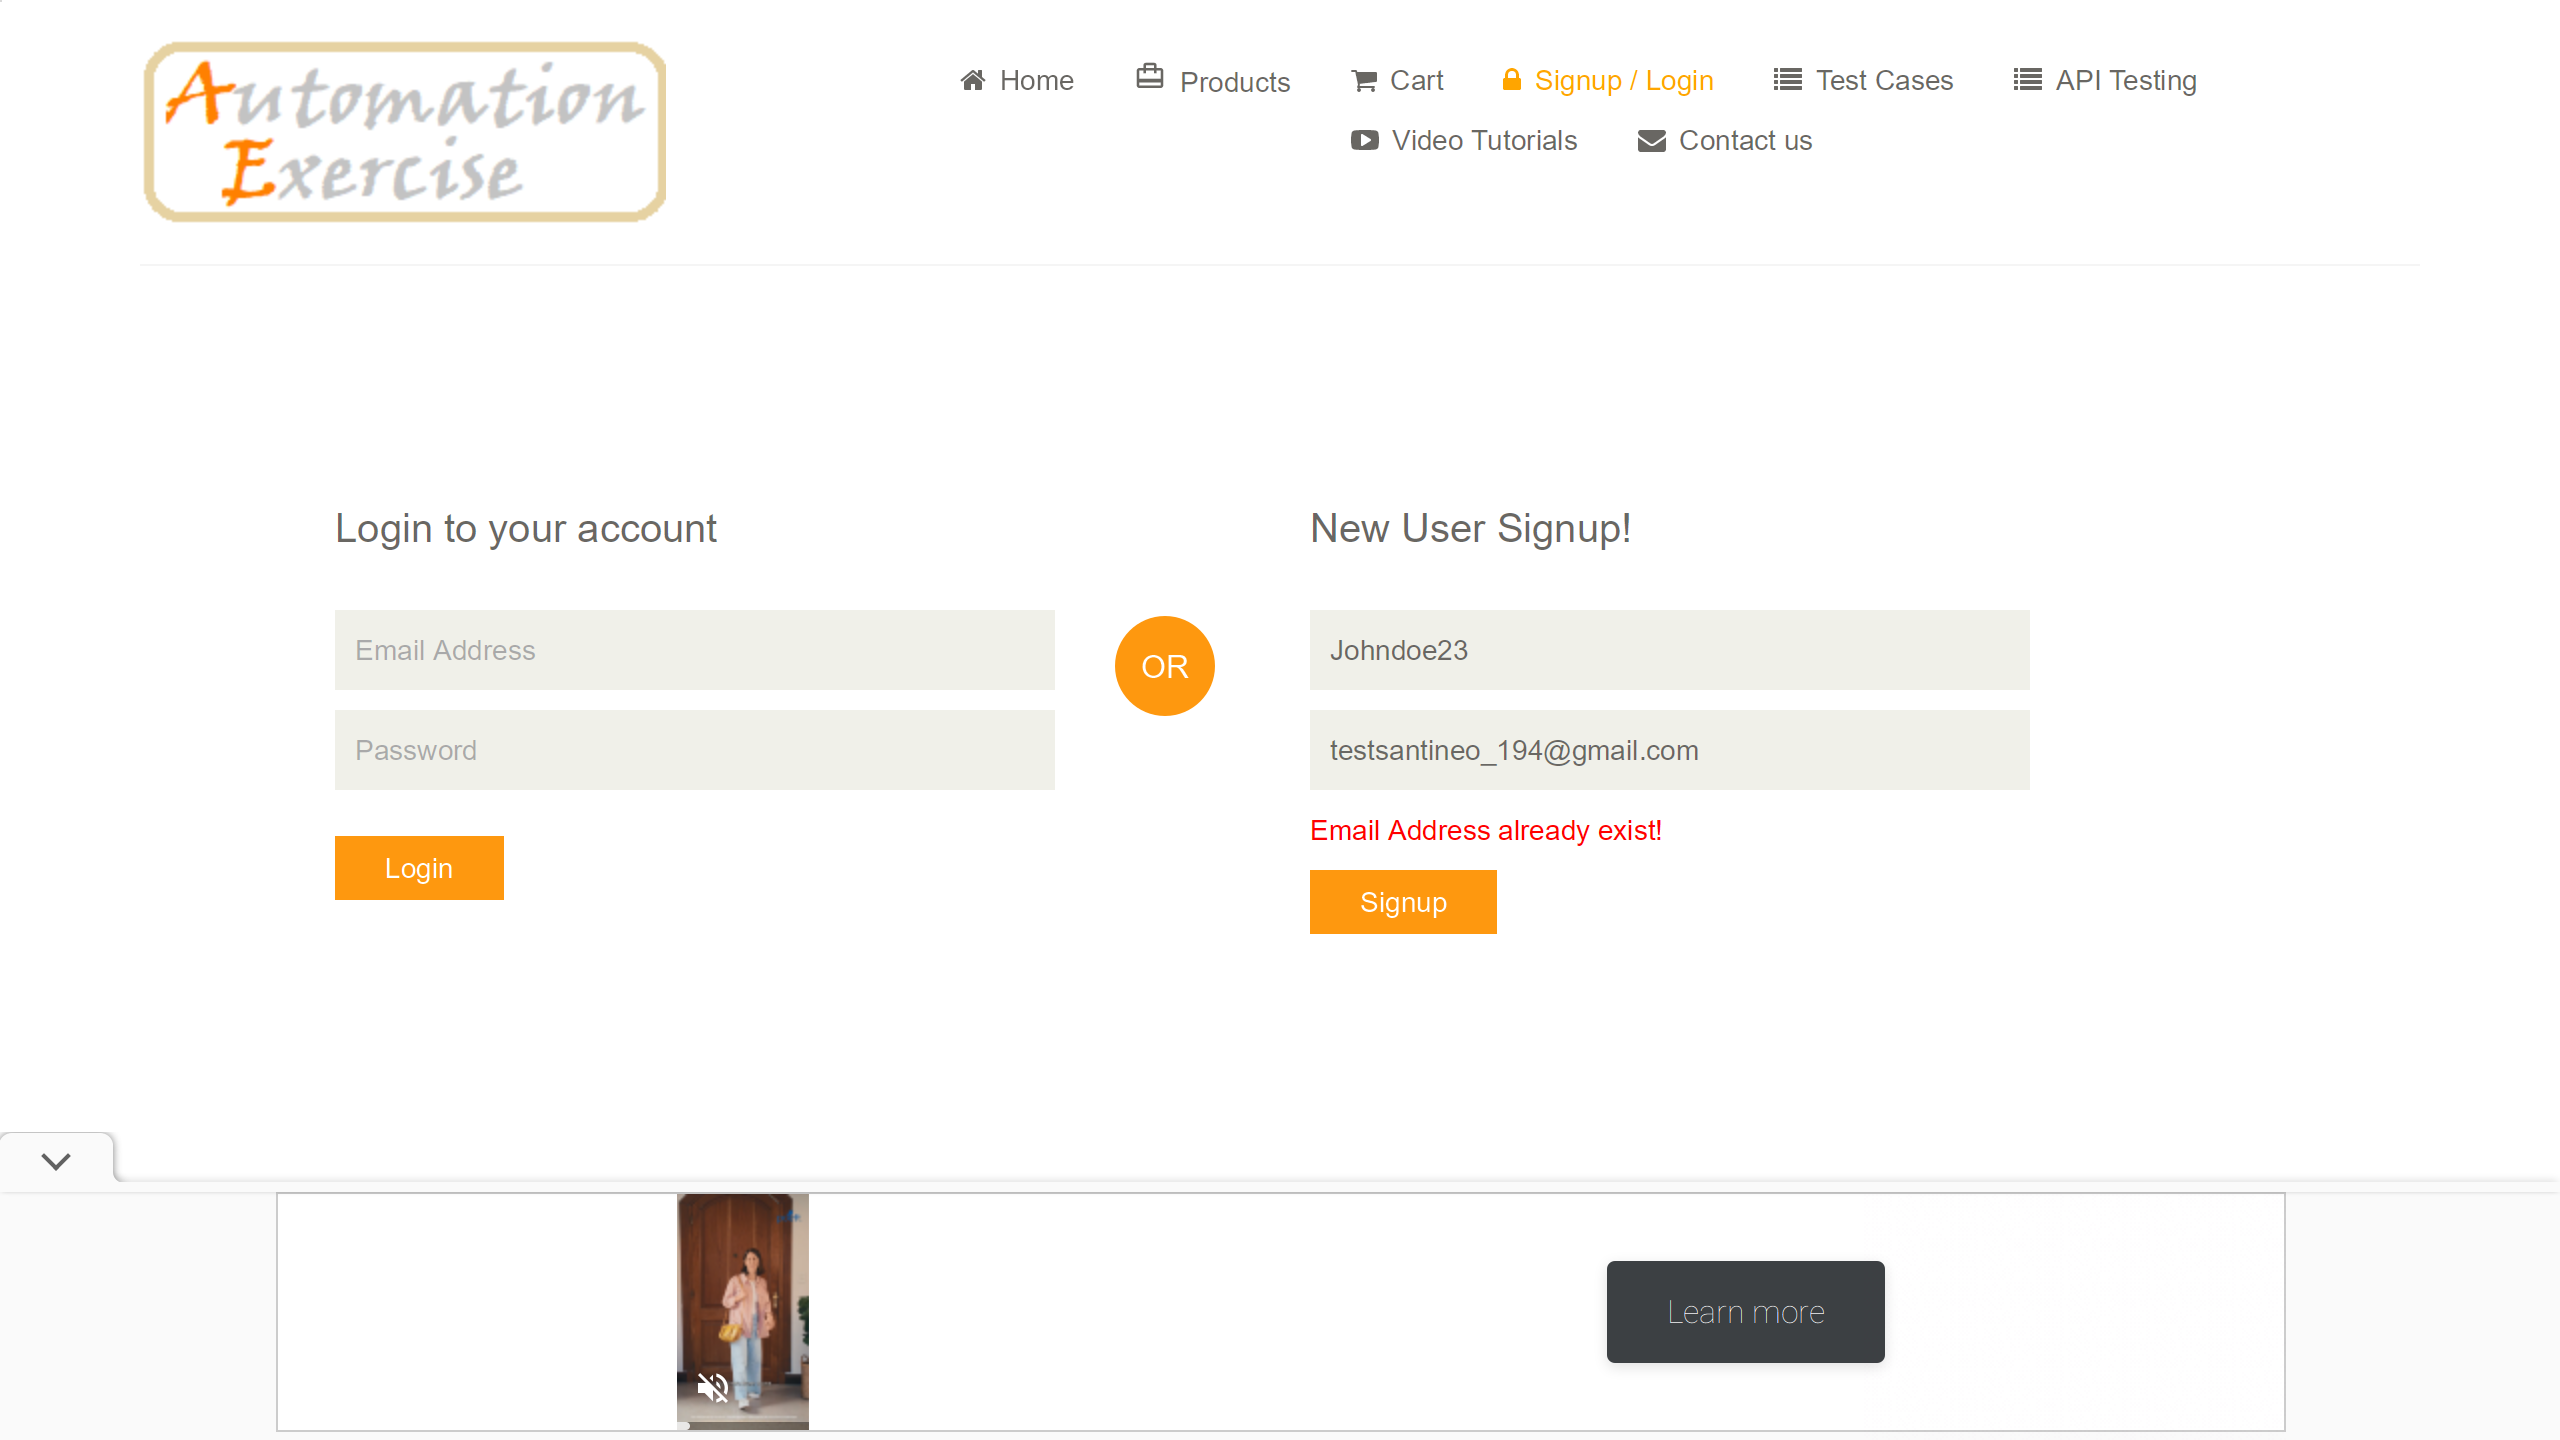 Automation
Exercise
Home
Products
Cart
Signup / Login
Test Cases
API Testing
Video Tutorials
Contact us
Login to your account
Email Address
Password
Login
OR
New User Signup!
Johndoe23
testsantineo_194@gmail.com
Email Address already exist!
Signup
Learn more